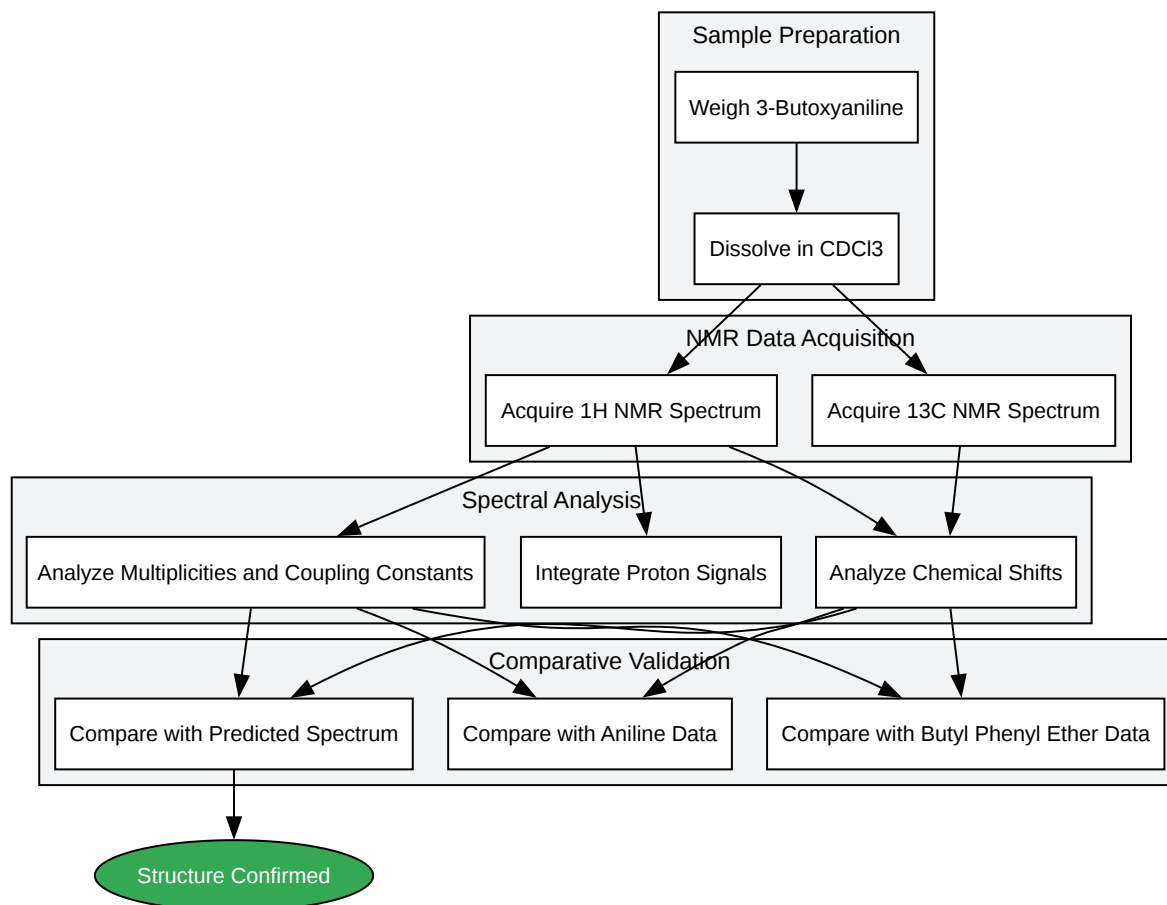 Sample Preparation
Weigh 3-Butoxyaniline
Dissolve in CDCl3
NMR Data Acquisition
Acquire 1H NMR Spectrum
Acquire 13C NMR Spectrum
Spectral Analysis
Analyze Multiplicities and Coupling Constants
Integrate Proton Signals
Analyze Chemical Shifts
Comparative Validation
Compare with Predicted Spectrum
Compare with Aniline Data
Compare with Butyl Phenyl Ether Data
Structure Confirmed